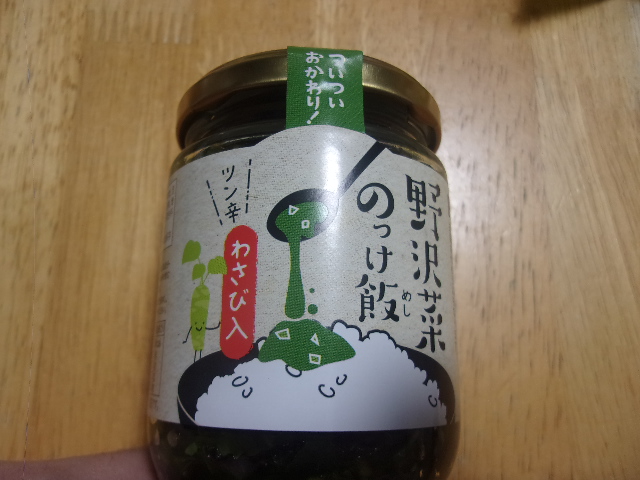 ついつい
おかわり！
野沢菜
のっけ飯
めし
ツン辛
わさび入